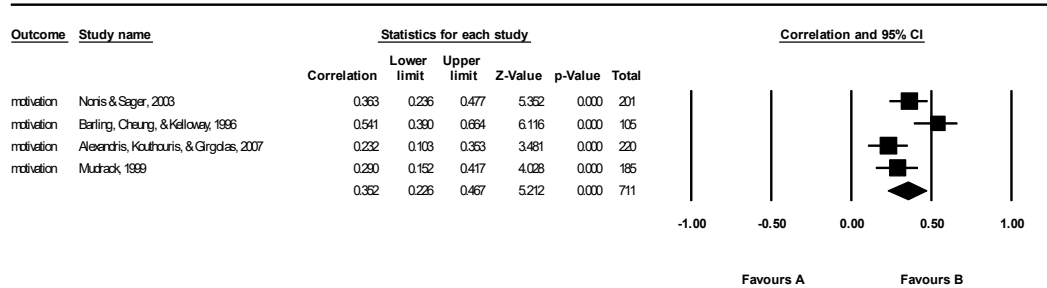 Outcome Study name Statistics for each study Correlation and 95% CI
Lower Upper
Correlation limit limit Z-Value p-Value Total
motivation Nonis & Sager, 2003 0.363 0.236 0.477 5.352 0.000 201
motivation Barling, Cheung, & Kelloway, 1996 0.541 0.390 0.664 6.116 0.000 105
motivation Alexandris, Kouthouris, & Girgolas, 2007 0.232 0.103 0.353 3.481 0.000 220
motivation Mudrack, 1999 0.290 0.152 0.417 4.028 0.000 185
0.352 0.226 0.467 5.212 0.000 711
-1.00 -0.50 0.00 0.50 1.00
Favours A Favours B